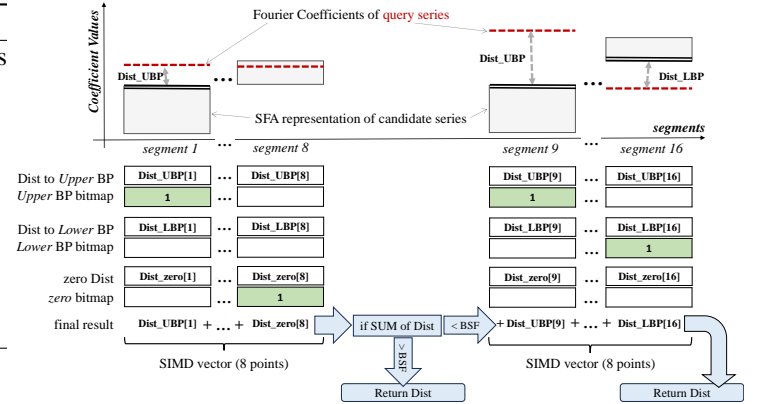 s
Coefficient Values
Fourier Coefficients of query series
Dist_UBP
...
Dist_UBP
...
Dist_LBP
SFA representation of candidate series
segments
segment 1 ... segment 8
segment 9 ... segment 16
Dist to Upper BP
Dist_UBP[1] ... Dist_UBP[8]
Dist_UBP[9] ... Dist_UBP[16]
Upper BP bitmap
1 ...
1 ...
Dist to Lower BP
Dist_LBP[1] ... Dist_LBP[8]
Dist_LBP[9] ... Dist_LBP[16]
Lower BP bitmap
...
... 1
zero Dist
Dist_zero[1] ... Dist_zero[8]
Dist_zero[9] ... Dist_zero[16]
zero bitmap
... 1
...
final result
Dist_UBP[1] + ... + Dist_zero[8]
if SUM of Dist
< BSF
+ Dist_UBP[9] + ... + Dist_LBP[16]
> BSF
SIMD vector (8 points)
SIMD vector (8 points)
Return Dist
Return Dist